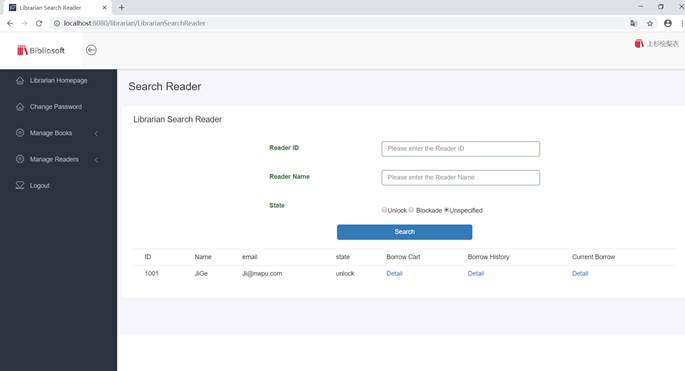 Librarian Search Reader
localhost:8080/librarian/LibrarianSearchReader
Bibliosoft
上杉绘梨衣
Librarian Homepage
Change Password
Manage Books
Manage Readers
Logout
Search Reader
Librarian Search Reader
Reader ID
Please enter the Reader ID
Reader Name
Please enter the Reader Name
State
Unlock Blockade Unspecified
Search
ID Name email state Borrow Cart Borrow History Current Borrow
1001 JiGe Ji@nwpu.com unlock Detail Detail Detail